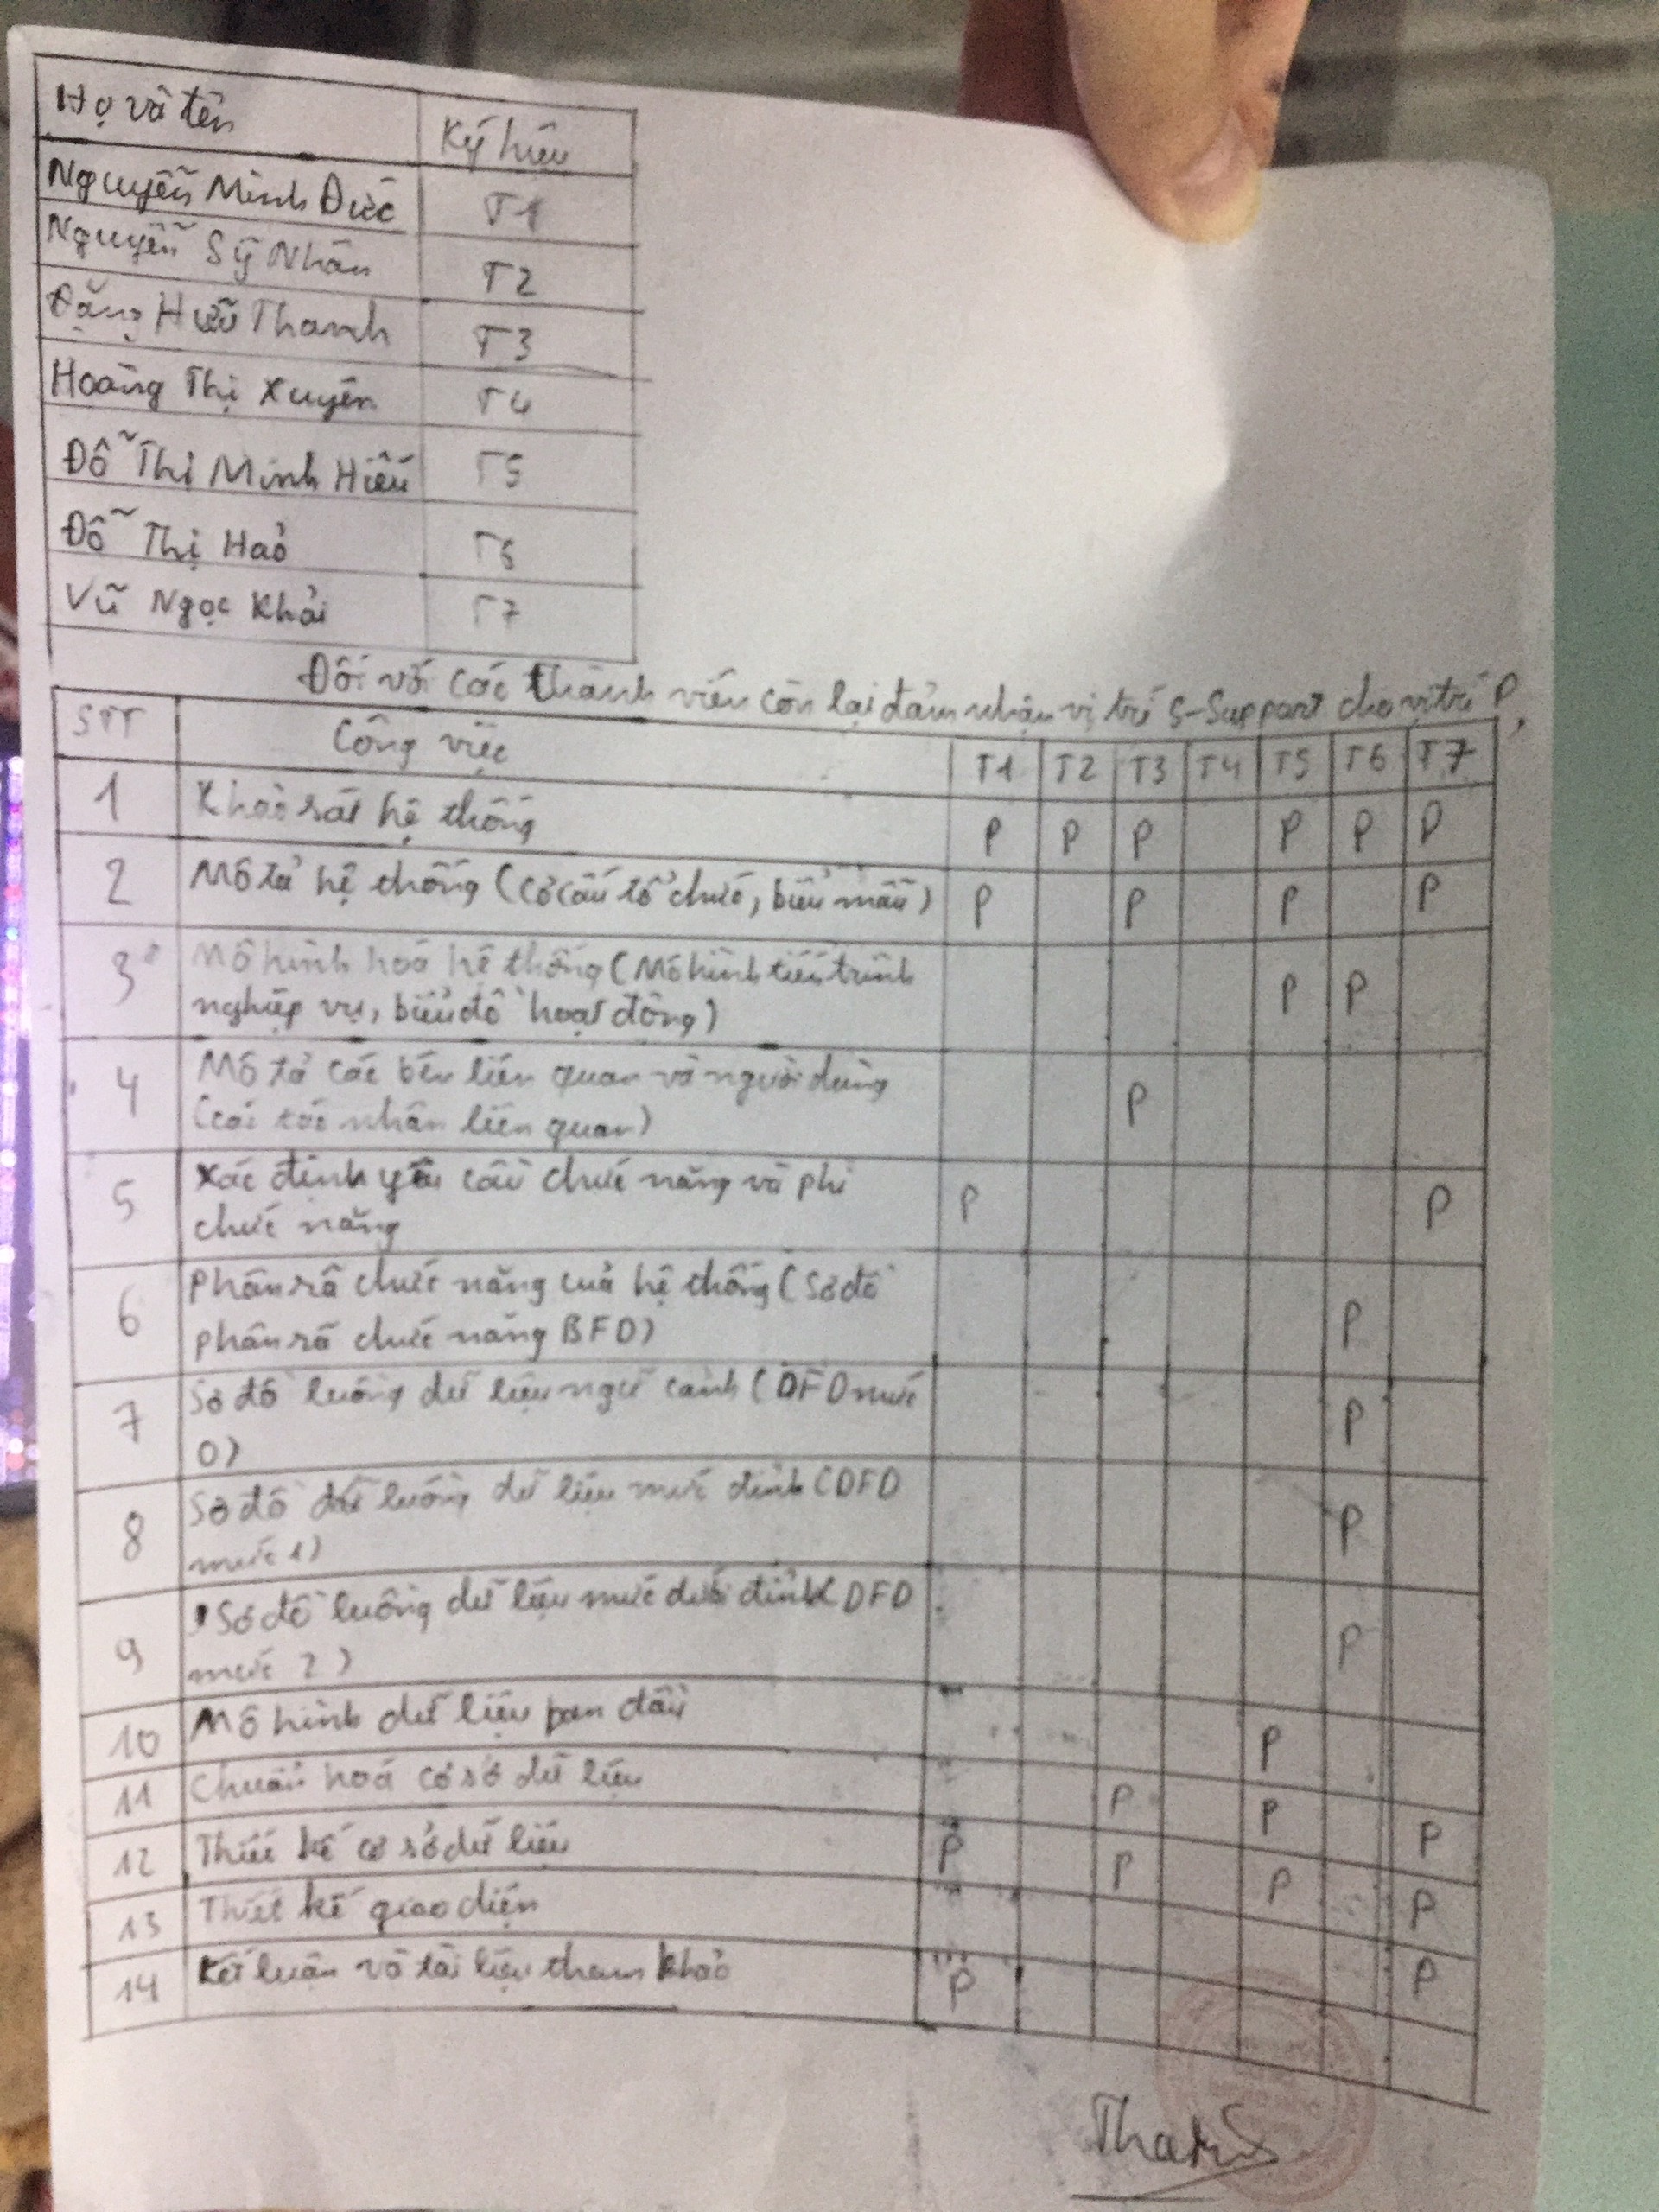 Họ và tên Ký hiệu
Nguyễn Minh Đức T1
Nguyễn Sỹ Nhân T2
Đặng Hữu Thanh T3
Hoàng Thị Xuyên T4
Đỗ Thị Minh Hiếu T5
Đỗ Thị Hảo T6
Vũ Ngọc Khải T7
Đối với các thành viên còn lại đảm nhận vị trí S-Support cho vị trí P,
STT Công việc T1 T2 T3 T4 T5 T6 T7
1 Khảo sát hệ thống P P P P P P
2 Mô tả hệ thống (cơ cấu tổ chức, biểu mẫu) P P P P
3 Mô hình hoá hệ thống (Mô hình tiến trình
nghiệp vụ, biểu đồ hoạt động) P P
4 Mô tả các bên liên quan và người dùng
(các tác nhân liên quan) P
5 Xác định yêu cầu chức năng và phi
chức năng P P
6 Phân rã chức năng của hệ thống (Sơ đồ
phân rã chức năng BFD) P
7 Sơ đồ luồng dữ liệu ngữ cảnh (DFD mức
0) P
8 Sơ đồ luồng dữ liệu mức đỉnh (DFD
mức 1) P
9 Sơ đồ luồng dữ liệu mức dưới đỉnh (DFD
mức 2) P
10 Mô hình dữ liệu ban đầu P
11 Chuẩn hoá cơ sở dữ liệu P P P
12 Thiết kế cơ sở dữ liệu P P P P
13 Thiết kế giao diện P
14 Kết luận và tài liệu tham khảo P
Thanh